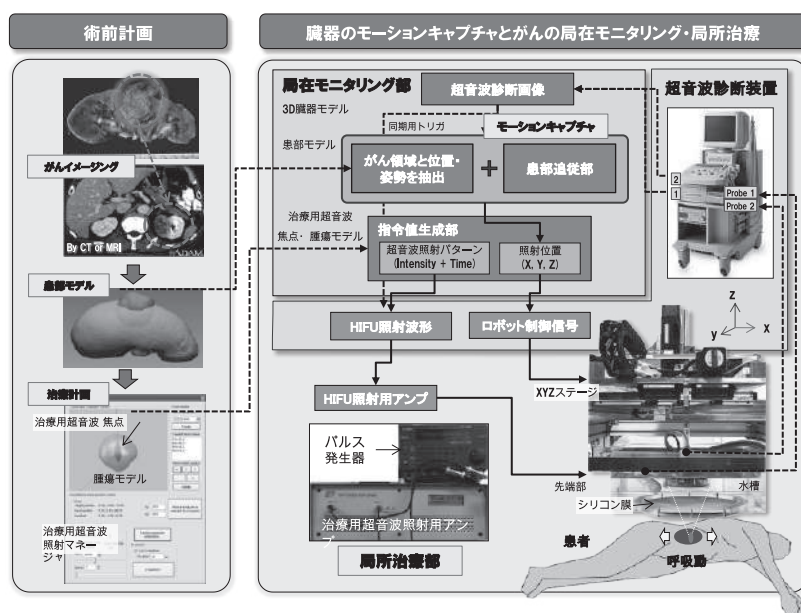 術前計画
臓器のモーションキャプチャとがんの局在モニタリング・局所治療
がんイメージング
By CT or MRI
ADAM
患部モデル
治療計画
治療用超音波 焦点
腫瘍モデル
治療用超音波
照射マネー
ジャ
局在モニタリング部
3D臓器モデル
超音波診断画像
同期用トリガ
モーションキャプチャ
患部モデル
がん領域と位置・
姿勢を抽出
+
患部追従部
治療用超音波
焦点・ 腫瘍モデル
指令値生成部
超音波照射パターン
(Intensity + Time)
照射位置
(X, Y, Z)
HIFU照射波形
ロボット制御信号
HIFU照射用アンプ
パルス
発生器
治療用超音波照射用アン
プ
局所治療部
超音波診断装置
2
1
Probe 1
Probe 2
z
y
x
XYZステージ
先端部
水槽
シリコン膜
患者
呼吸動